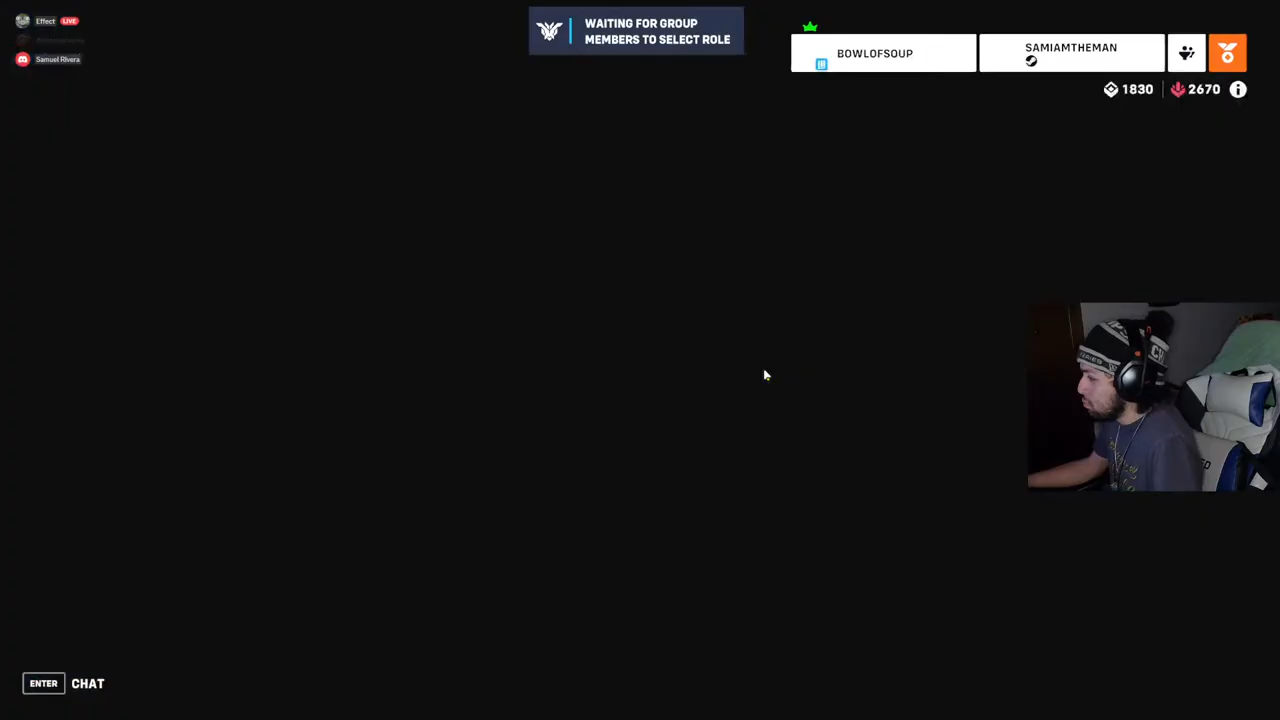 Effect LIVE
Samuel Rivera
WAITING FOR GROUP
MEMBERS TO SELECT ROLE
BOWLOFSOUP
SAMIAMTHEMAN
1830
2670
ENTER CHAT